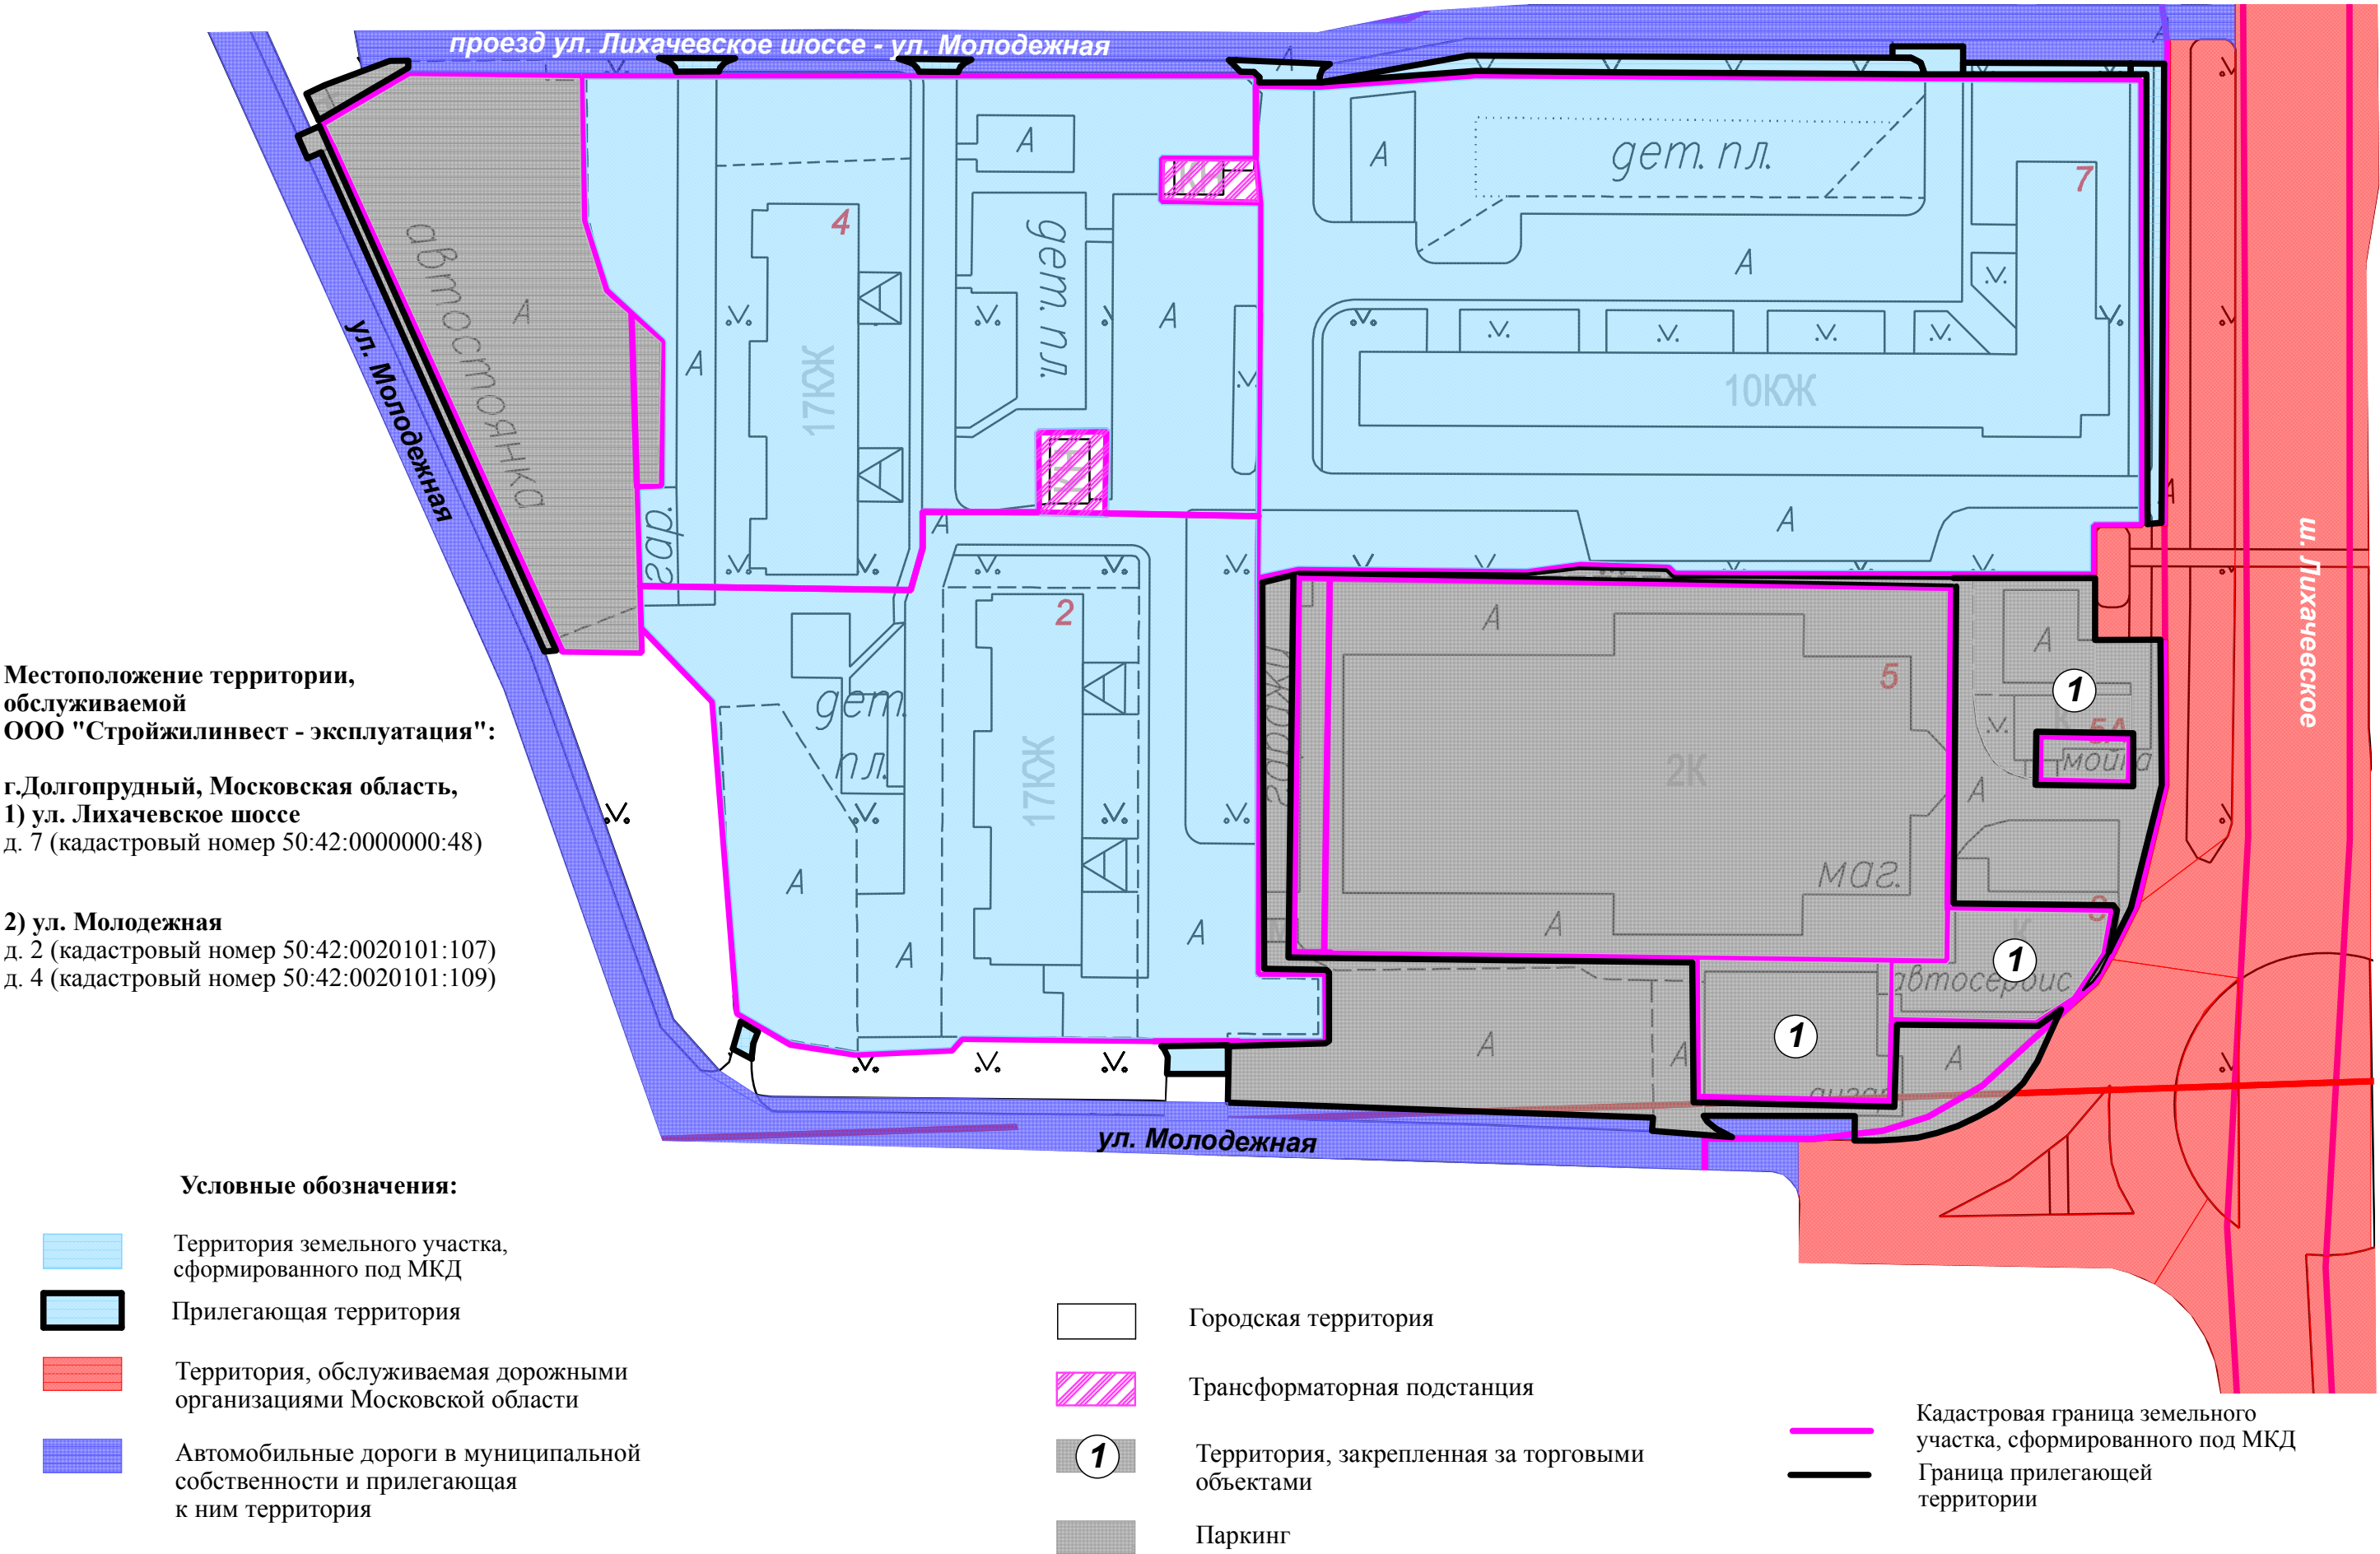 проезд ул. Лихачевское шоссе - ул. Молодежная
А
А
А
дет. пл.
7
4
автостоянка
А
дет. пл.
А
А
А
17КЖ
10КЖ
ул. Молодежная
А
А
А
ш. Лихачевское
2
А
А
5
1
гаражи
5А
мойка
дет.
пл.
17КЖ
2К
А
маг.
А
А
А
А
К
1
автосервис
1
А
А
А
ангар
ул. Молодежная
Местоположение территории,
обслуживаемой
ООО "Стройжилинвест - эксплуатация":
г.Долгопрудный, Московская область,
1) ул. Лихачевское шоссе
д. 7 (кадастровый номер 50:42:0000000:48)
2) ул. Молодежная
д. 2 (кадастровый номер 50:42:0020101:107)
д. 4 (кадастровый номер 50:42:0020101:109)
Условные обозначения:
Территория земельного участка,
сформированного под МКД
Прилегающая территория
Территория, обслуживаемая дорожными
организациями Московской области
Автомобильные дороги в муниципальной
собственности и прилегающая
к ним территория
Городская территория
Трансформаторная подстанция
1
Территория, закрепленная за торговыми
объектами
Паркинг
Кадастровая граница земельного
участка, сформированного под МКД
Граница прилегающей
территории